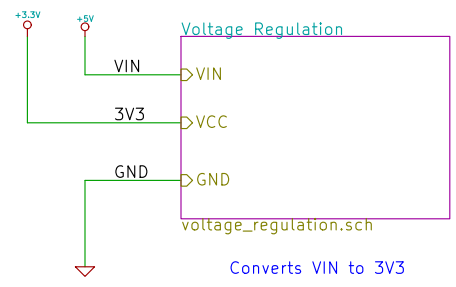 +3.3V
+5V
Voltage Regulation
VIN
VIN
3V3
VCC
GND
GND
voltage_regulation.sch
Converts VIN to 3V3